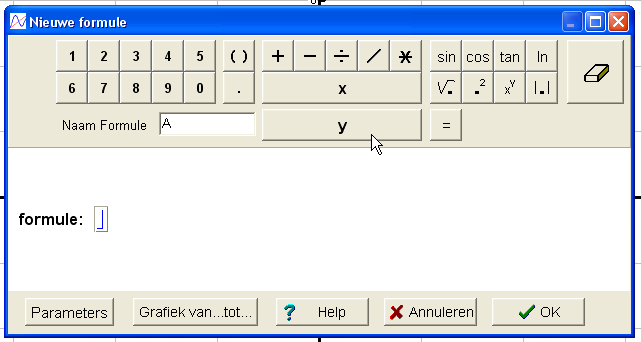 Nieuwe formule
1 2 3 4 5 ( ) + − ÷ / * sin cos tan ln
6 7 8 9 0 . x √▪ ▪² xʸ |▪|
Naam Formule A y =
formule:
Parameters Grafiek van...tot... ? Help Annuleren OK